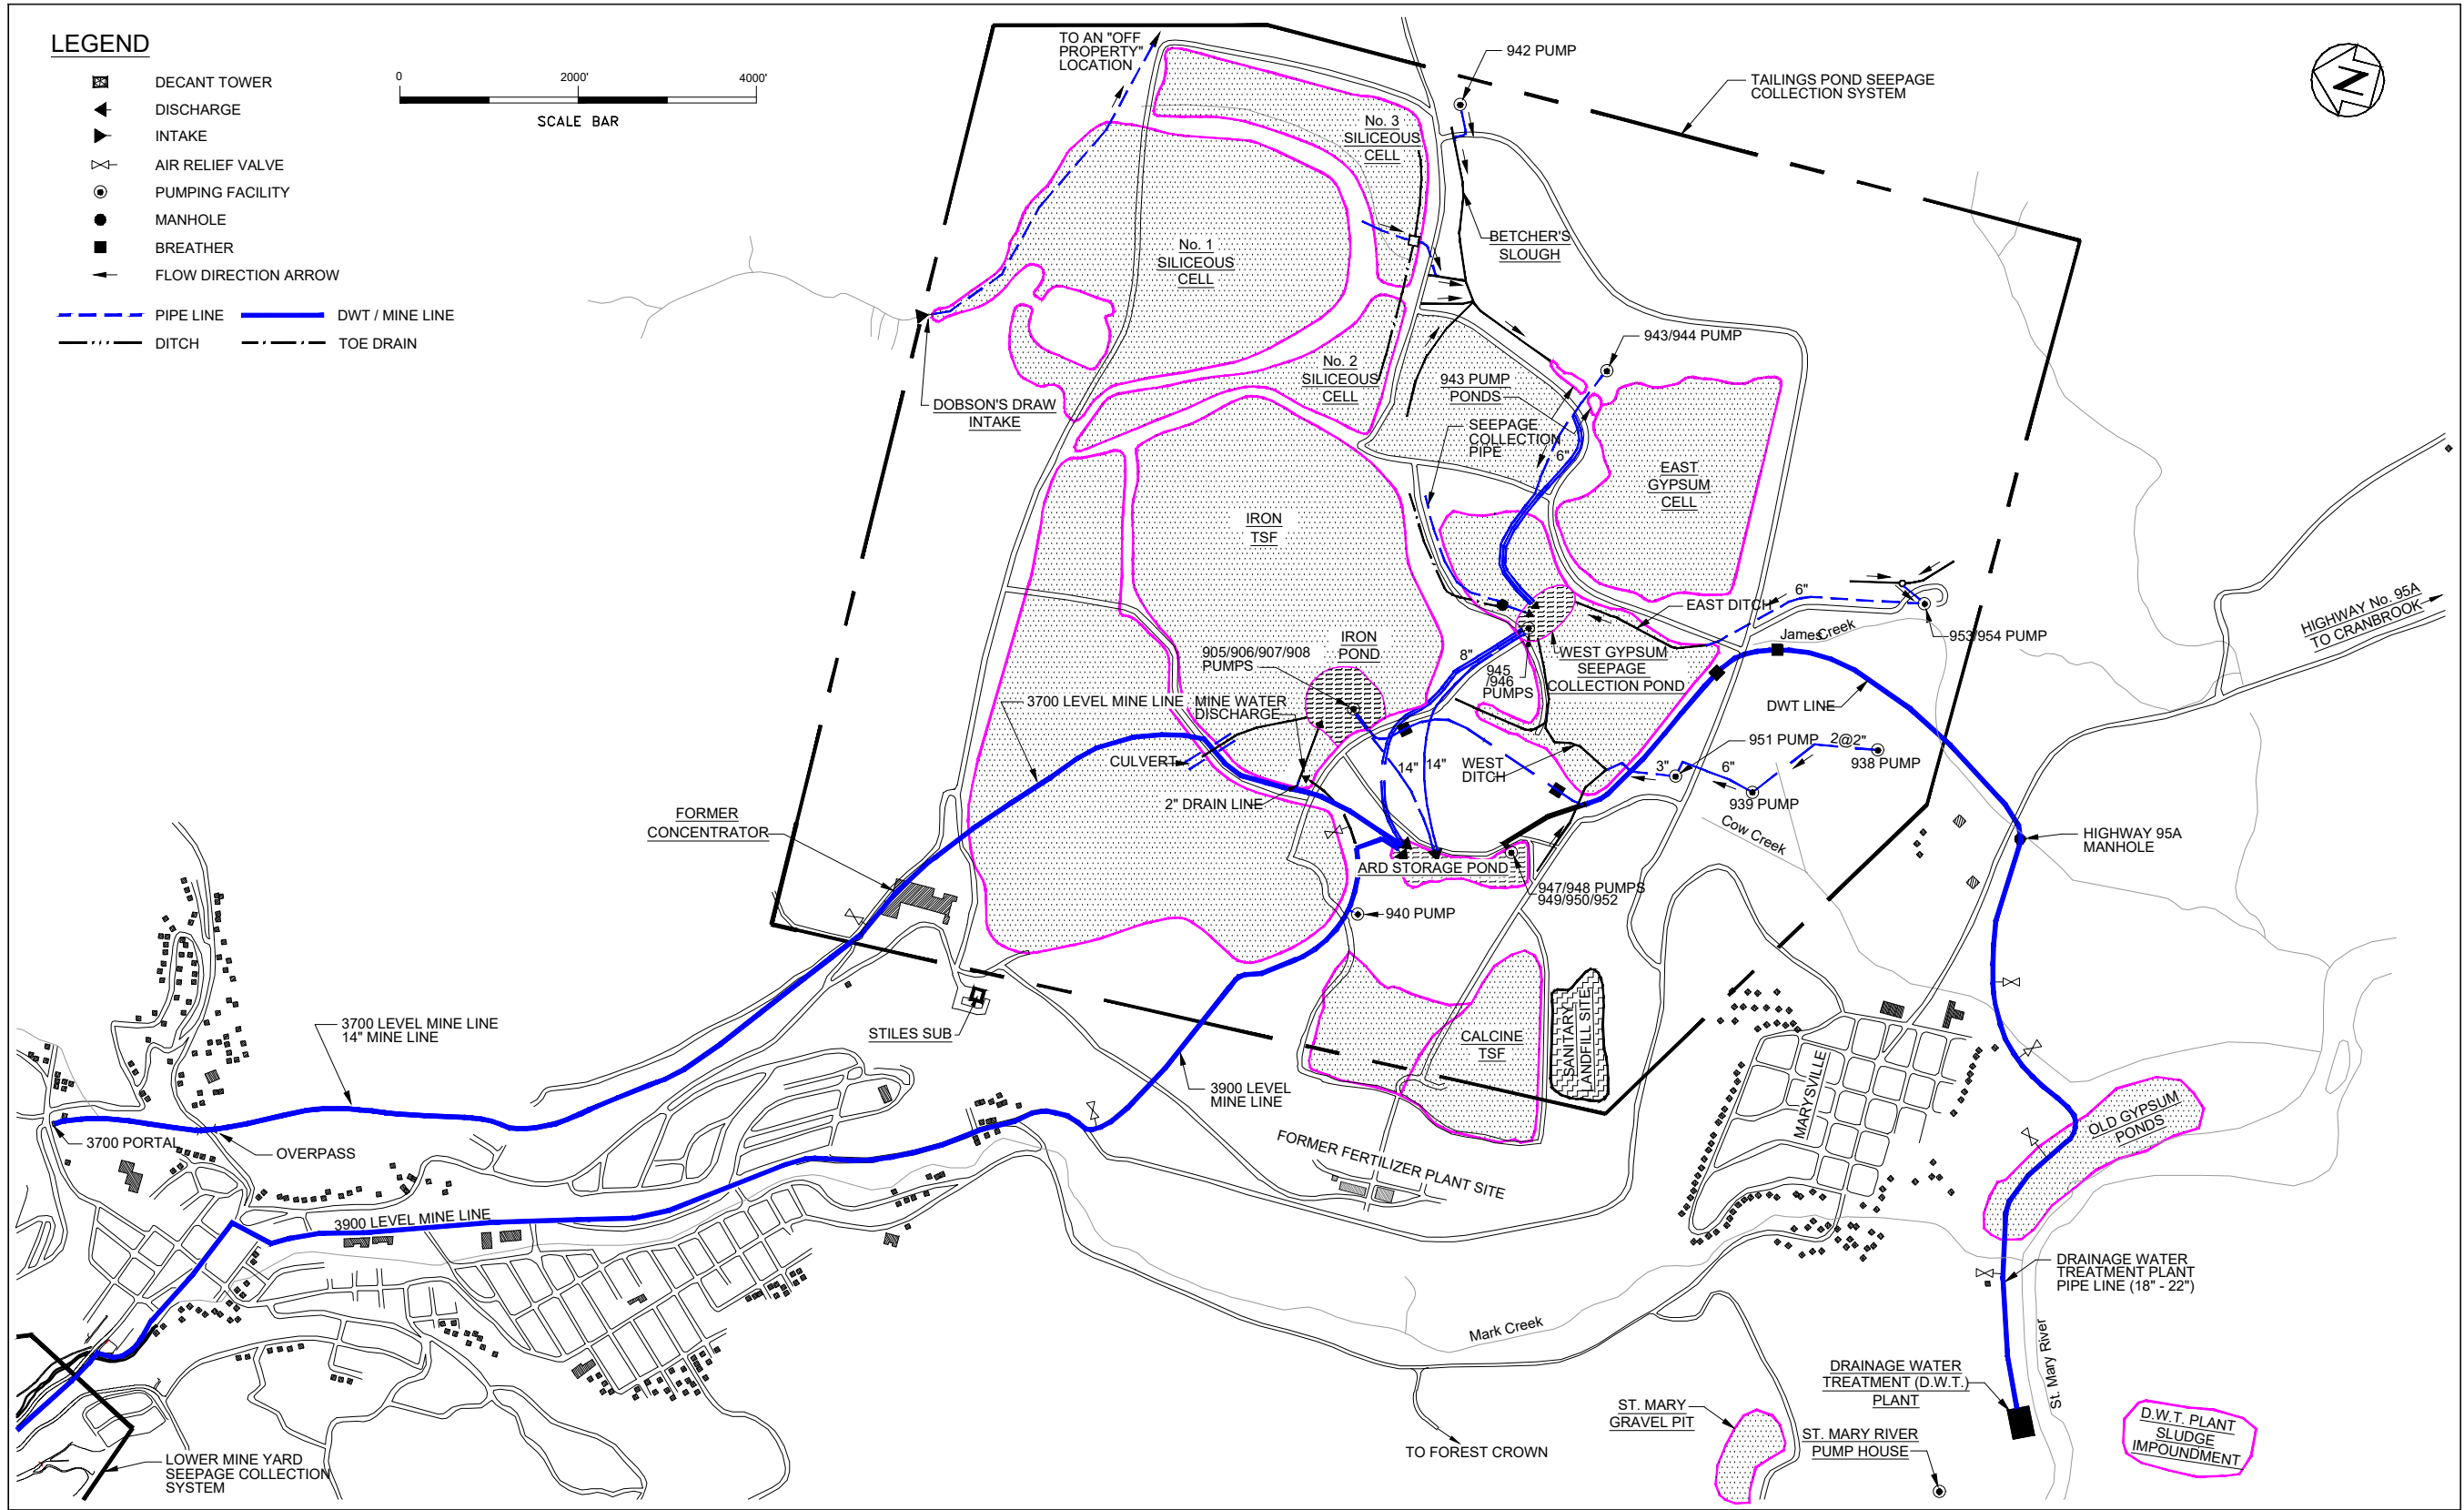 LEGEND
DECANT TOWER
DISCHARGE
INTAKE
AIR RELIEF VALVE
PUMPING FACILITY
MANHOLE
BREATHER
FLOW DIRECTION ARROW
PIPE LINE
DWT / MINE LINE
DITCH
TOE DRAIN
0
2000'
4000'
SCALE BAR
TO AN "OFF
PROPERTY"
LOCATION
942 PUMP
TAILINGS POND SEEPAGE
COLLECTION SYSTEM
N
No. 3
SILICEOUS
CELL
No. 1
SILICEOUS
CELL
BETCHER'S
SLOUGH
943/944 PUMP
No. 2
SILICEOUS
CELL
943 PUMP
PONDS
DOBSON'S DRAW
INTAKE
SEEPAGE
COLLECTION
PIPE
6"
EAST
GYPSUM
CELL
IRON
TSF
EAST DITCH
6"
James Creek
953/954 PUMP
HIGHWAY No. 95A
TO CRANBROOK
IRON
POND
905/906/907/908
PUMPS
8"
945
/946
PUMPS
WEST GYPSUM
SEEPAGE
COLLECTION POND
3700 LEVEL MINE LINE
MINE WATER
DISCHARGE
DWT LINE
CULVERT
14"
14"
WEST
DITCH
951 PUMP
2@2"
938 PUMP
3"
6"
939 PUMP
2" DRAIN LINE
Cow Creek
FORMER
CONCENTRATOR
HIGHWAY 95A
MANHOLE
ARD STORAGE POND
947/948 PUMPS
949/950/952
940 PUMP
3700 LEVEL MINE LINE
14" MINE LINE
STILES SUB
CALCINE
TSF
SANITARY
LANDFILL SITE
3900 LEVEL
MINE LINE
MARYSVILLE
OLD GYPSUM
PONDS
3700 PORTAL
OVERPASS
FORMER FERTILIZER PLANT SITE
3900 LEVEL MINE LINE
DRAINAGE WATER
TREATMENT PLANT
PIPE LINE (18" - 22")
Mark Creek
St. Mary River
DRAINAGE WATER
TREATMENT (D.W.T.)
PLANT
ST. MARY
GRAVEL PIT
ST. MARY RIVER
PUMP HOUSE
D.W.T. PLANT
SLUDGE
IMPOUNDMENT
TO FOREST CROWN
LOWER MINE YARD
SEEPAGE COLLECTION
SYSTEM